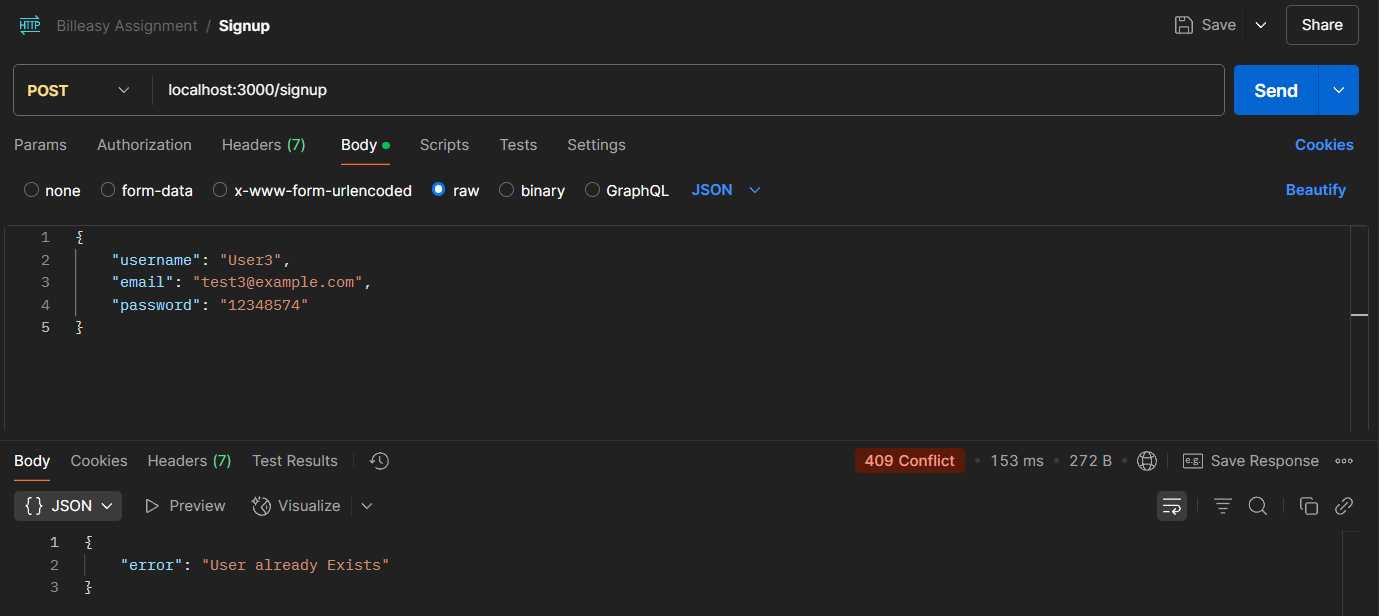 HTTP Billeasy Assignment / Signup Save Share
POST localhost:3000/signup Send
Params Authorization Headers (7) Body Scripts Tests Settings Cookies
none form-data x-www-form-urlencoded raw binary GraphQL JSON Beautify
1 {
2 "username": "User3",
3 "email": "test3@example.com",
4 "password": "12348574"
5 }
Body Cookies Headers (7) Test Results 409 Conflict • 153 ms • 272 B • e.g. Save Response
{} JSON Preview Visualize
1 {
2 "error": "User already Exists"
3 }